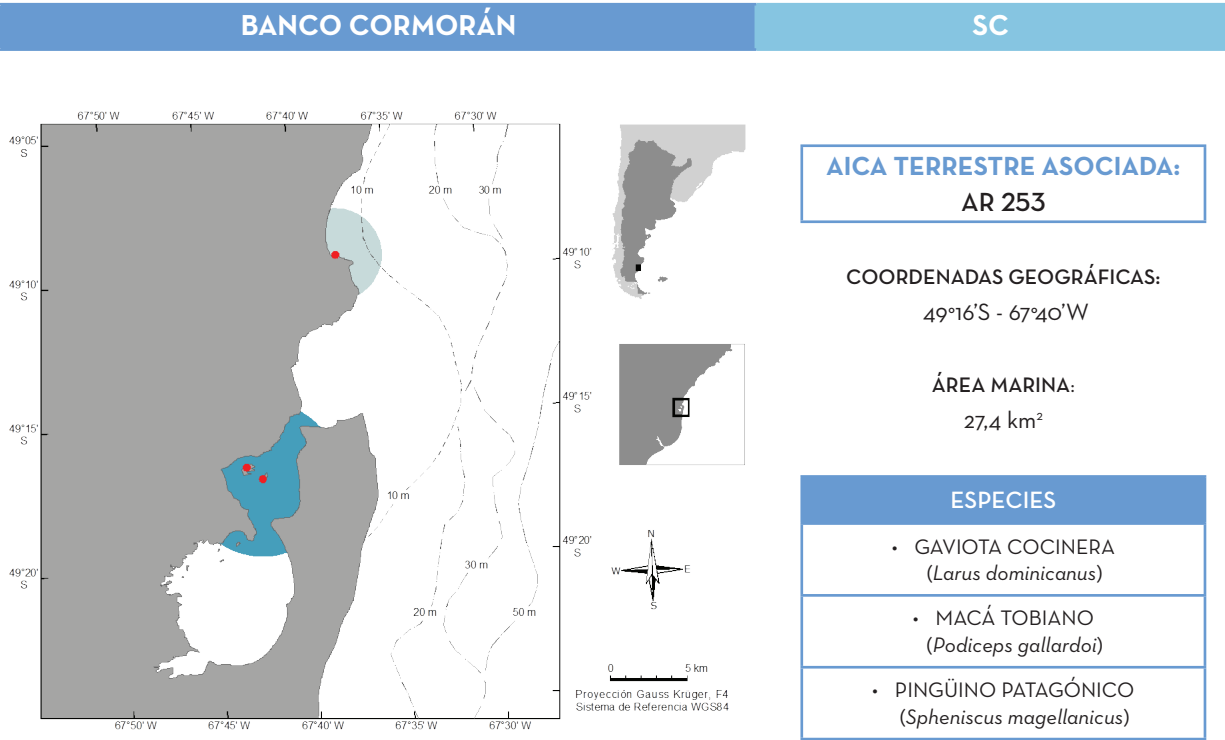 BANCO CORMORÁN
SC
67°50' W 67°45' W 67°40' W 67°35' W 67°30' W
49°05'
S
10 m 20 m 30 m
49°10'
S
49°10'
S
49°15'
S
49°15'
S
10 m
49°20'
S
30 m
49°20'
S
20 m 50 m
67°50' W 67°45' W 67°40' W 67°35' W 67°30' W
N
W E
S
0 5 km
Proyección Gauss Kruger, F4
Sistema de Referencia WGS84
AICA TERRESTRE ASOCIADA:
AR 253
COORDENADAS GEOGRÁFICAS:
49°16'S - 67°40'W
ÁREA MARINA:
27,4 km²
ESPECIES
• GAVIOTA COCINERA
(Larus dominicanus)
• MACÁ TOBIANO
(Podiceps gallardoi)
• PINGÜINO PATAGÓNICO
(Spheniscus magellanicus)